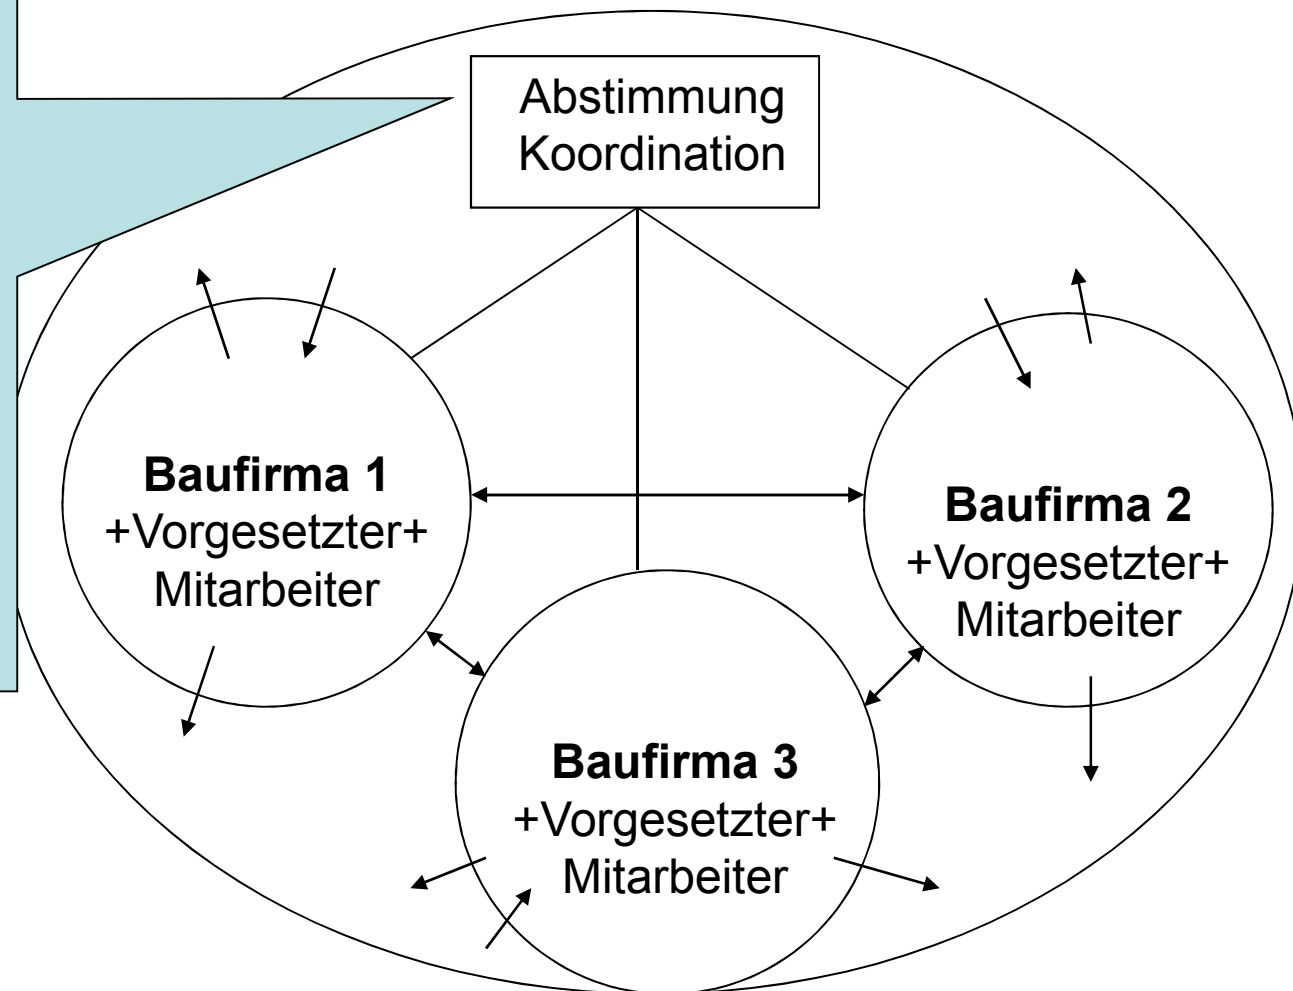 Abstimmung
Koordination
Baufirma 1
+Vorgesetzter+
Mitarbeiter
Baufirma 2
+Vorgesetzter+
Mitarbeiter
Baufirma 3
+Vorgesetzter+
Mitarbeiter